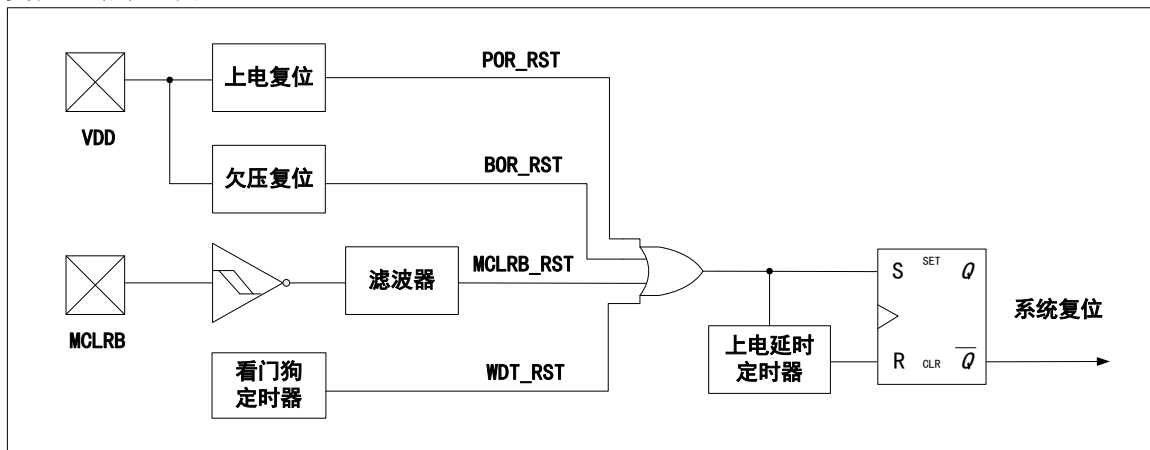 上电复位
POR_RST
VDD
欠压复位
BOR_RST
滤波器
MCLRB_RST
MCLRB
看门狗
定时器
WDT_RST
上电延时
定时器
S SET Q
R CLR Q
系统复位